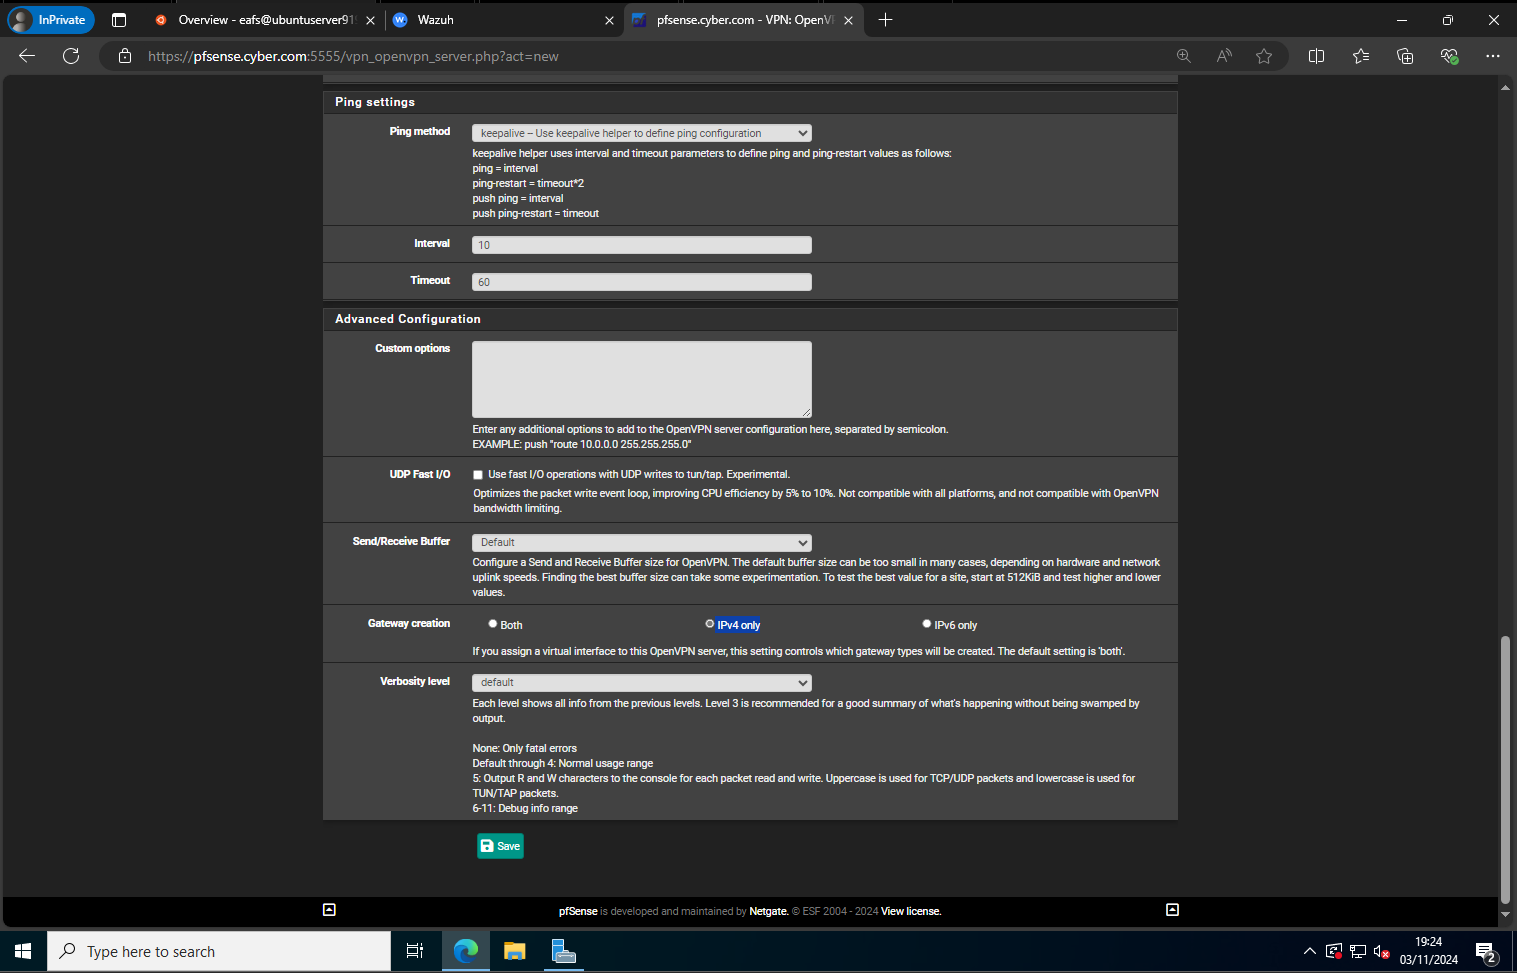 InPrivate
Overview - eafs@ubuntuserver91
Wazuh
pfsense.cyber.com - VPN: OpenV
https://pfsense.cyber.com:5555/vpn_openvpn_server.php?act=new
Ping settings
Ping method
keepalive -- Use keepalive helper to define ping configuration
keepalive helper uses interval and timeout parameters to define ping and ping-restart values as follows:
ping = interval
ping-restart = timeout*2
push ping = interval
push ping-restart = timeout
Interval
10
Timeout
60
Advanced Configuration
Custom options
Enter any additional options to add to the OpenVPN server configuration here, separated by semicolon.
EXAMPLE: push "route 10.0.0.0 255.255.255.0"
UDP Fast I/O
Use fast I/O operations with UDP writes to tun/tap. Experimental.
Optimizes the packet write event loop, improving CPU efficiency by 5% to 10%. Not compatible with all platforms, and not compatible with OpenVPN
bandwidth limiting.
Send/Receive Buffer
Default
Configure a Send and Receive Buffer size for OpenVPN. The default buffer size can be too small in many cases, depending on hardware and network
uplink speeds. Finding the best buffer size can take some experimentation. To test the best value for a site, start at 512KiB and test higher and lower
values.
Gateway creation
Both
IPv4 only
IPv6 only
If you assign a virtual interface to this OpenVPN server, this setting controls which gateway types will be created. The default setting is 'both'.
Verbosity level
default
Each level shows all info from the previous levels. Level 3 is recommended for a good summary of what's happening without being swamped by
output.
None: Only fatal errors
Default through 4: Normal usage range
5: Output R and W characters to the console for each packet read and write. Uppercase is used for TCP/UDP packets and lowercase is used for
TUN/TAP packets.
6-11: Debug info range
Save
pfSense is developed and maintained by Netgate. © ESF 2004 - 2024 View license.
Type here to search
19:24
03/11/2024
2